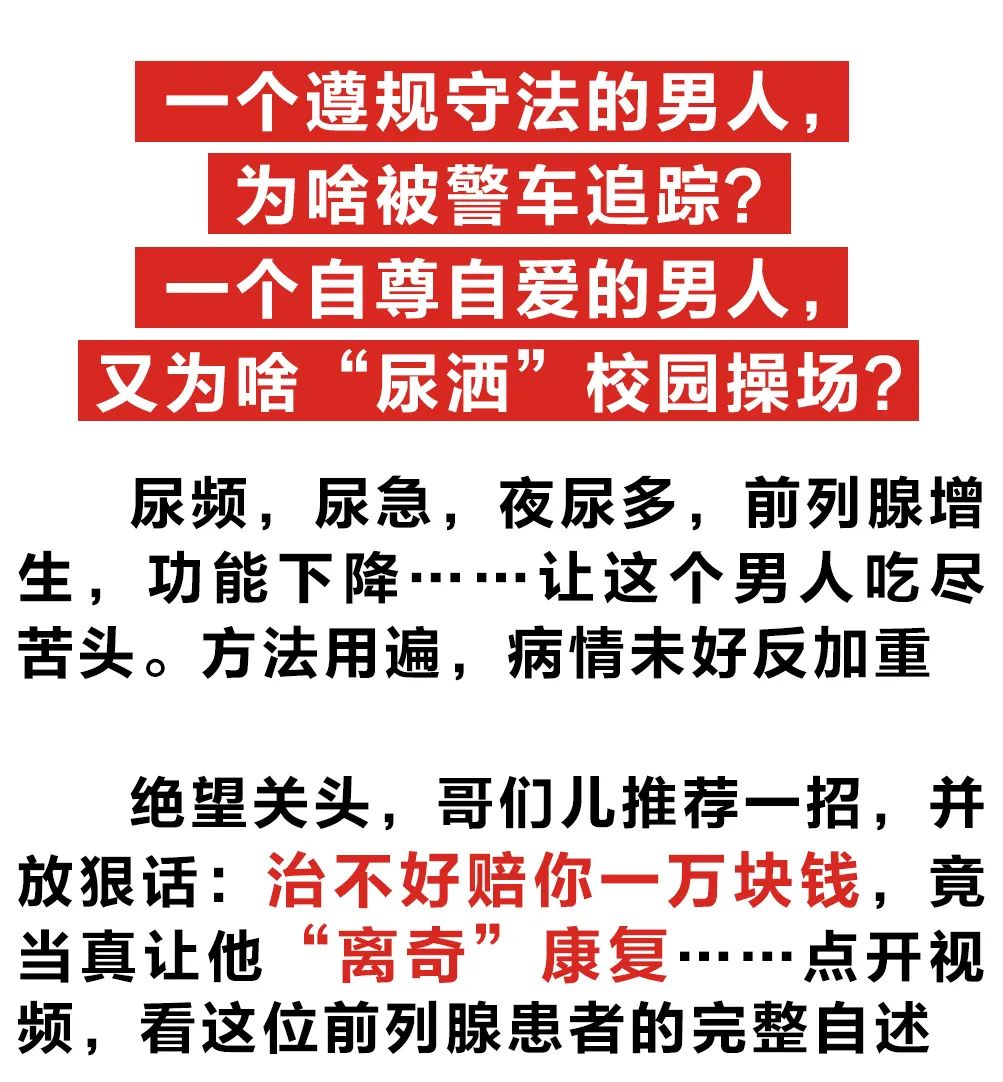 一个遵规守法的男人，
为啥被警车追踪？
一个自尊自爱的男人，
又为啥“尿洒”校园操场？
尿频，尿急，夜尿多，前列腺增
生，功能下降……让这个男人吃尽
苦头。方法用遍，病情未好反加重
绝望关头，哥们儿推荐一招，并
放狠话：治不好赔你一万块钱，竟
当真让他“离奇”康复……点开视
频，看这位前列腺患者的完整自述